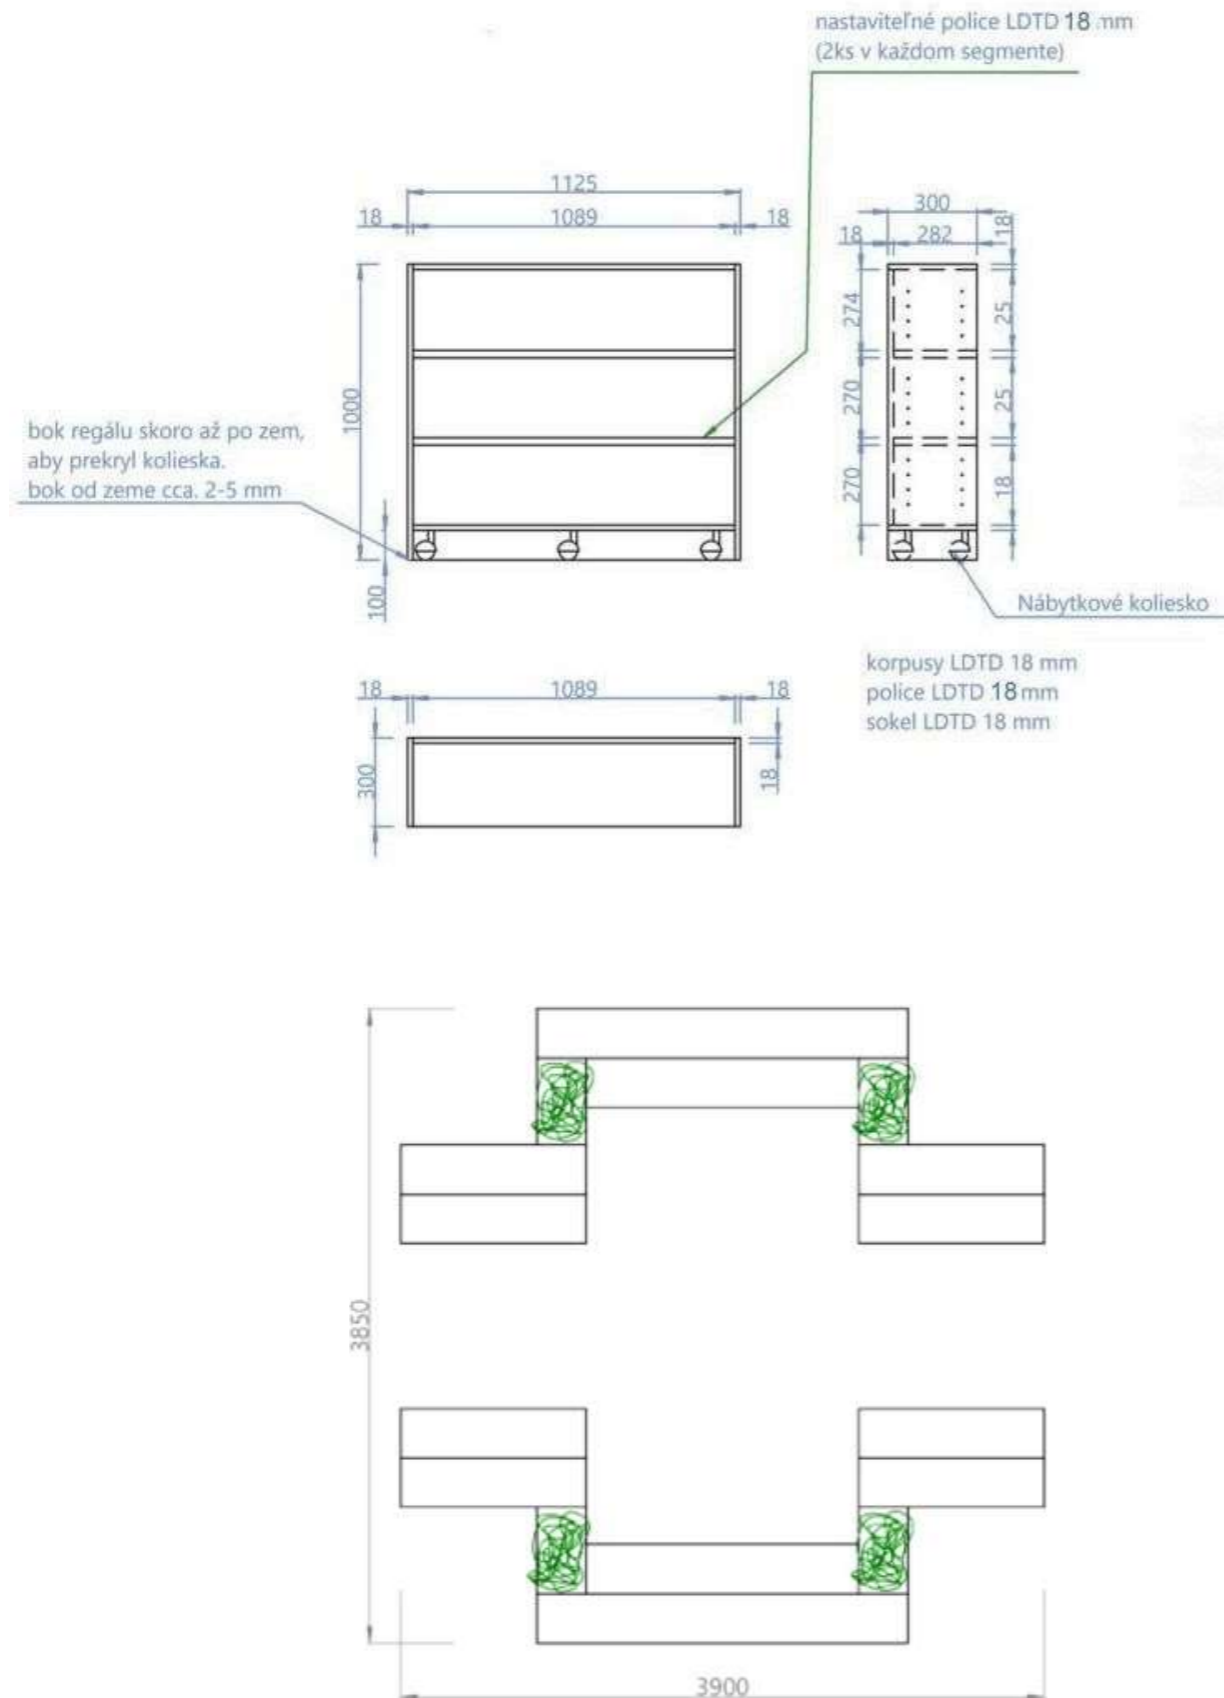 nastaviteľné police LDTD 18 mm
(2ks v každom segmente)
1125
18 1089 18
300
18 282
18
274
25
1000
270
25
270
18
100
bok regálu skoro až po zem,
aby prekryl kolieska.
bok od zeme cca. 2-5 mm
Nábytkové koliesko
korpusy LDTD 18 mm
police LDTD 18 mm
sokel LDTD 18 mm
18 1089 18
300
18
3850
3900